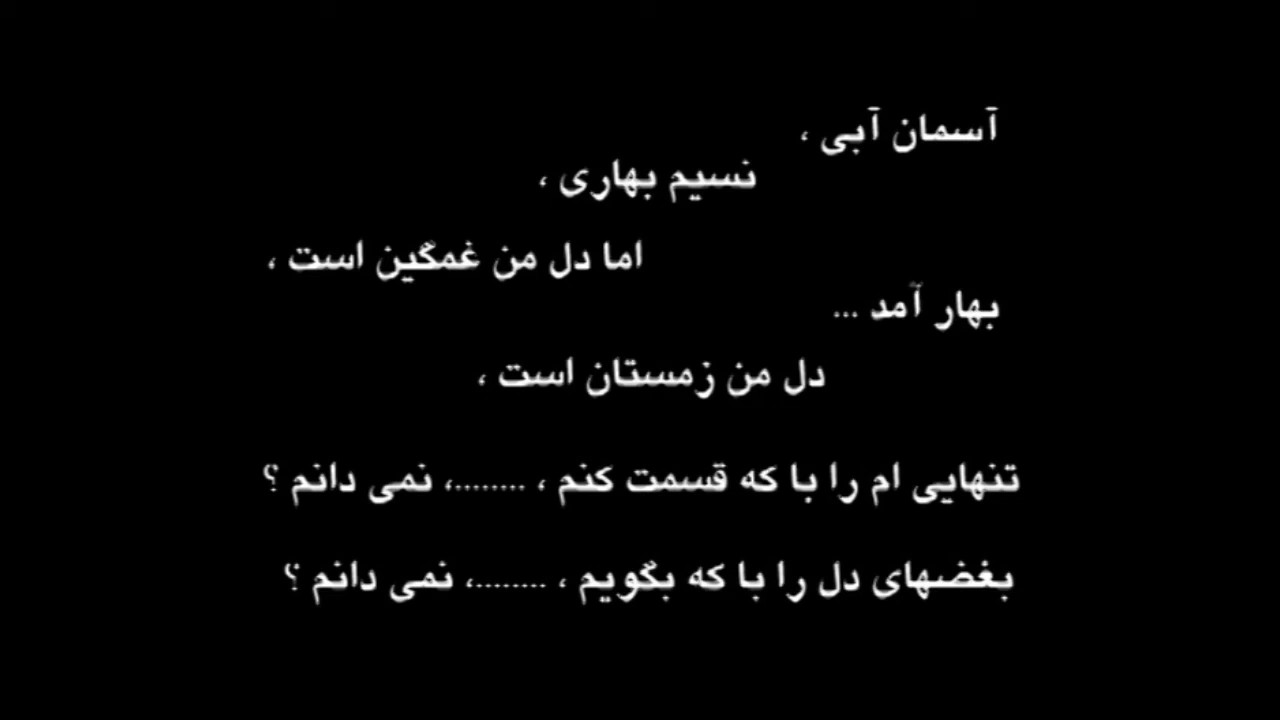 آسمان آبی ،
نسیم بهاری ،
اما دل من غمگین است ،
بهار آمد ...
دل من زمستان است ،
تنهایی ام را با که قسمت کنم ، ........، نمی دانم ؟
بغضهای دل را با که بگویم ، ........، نمی دانم ؟